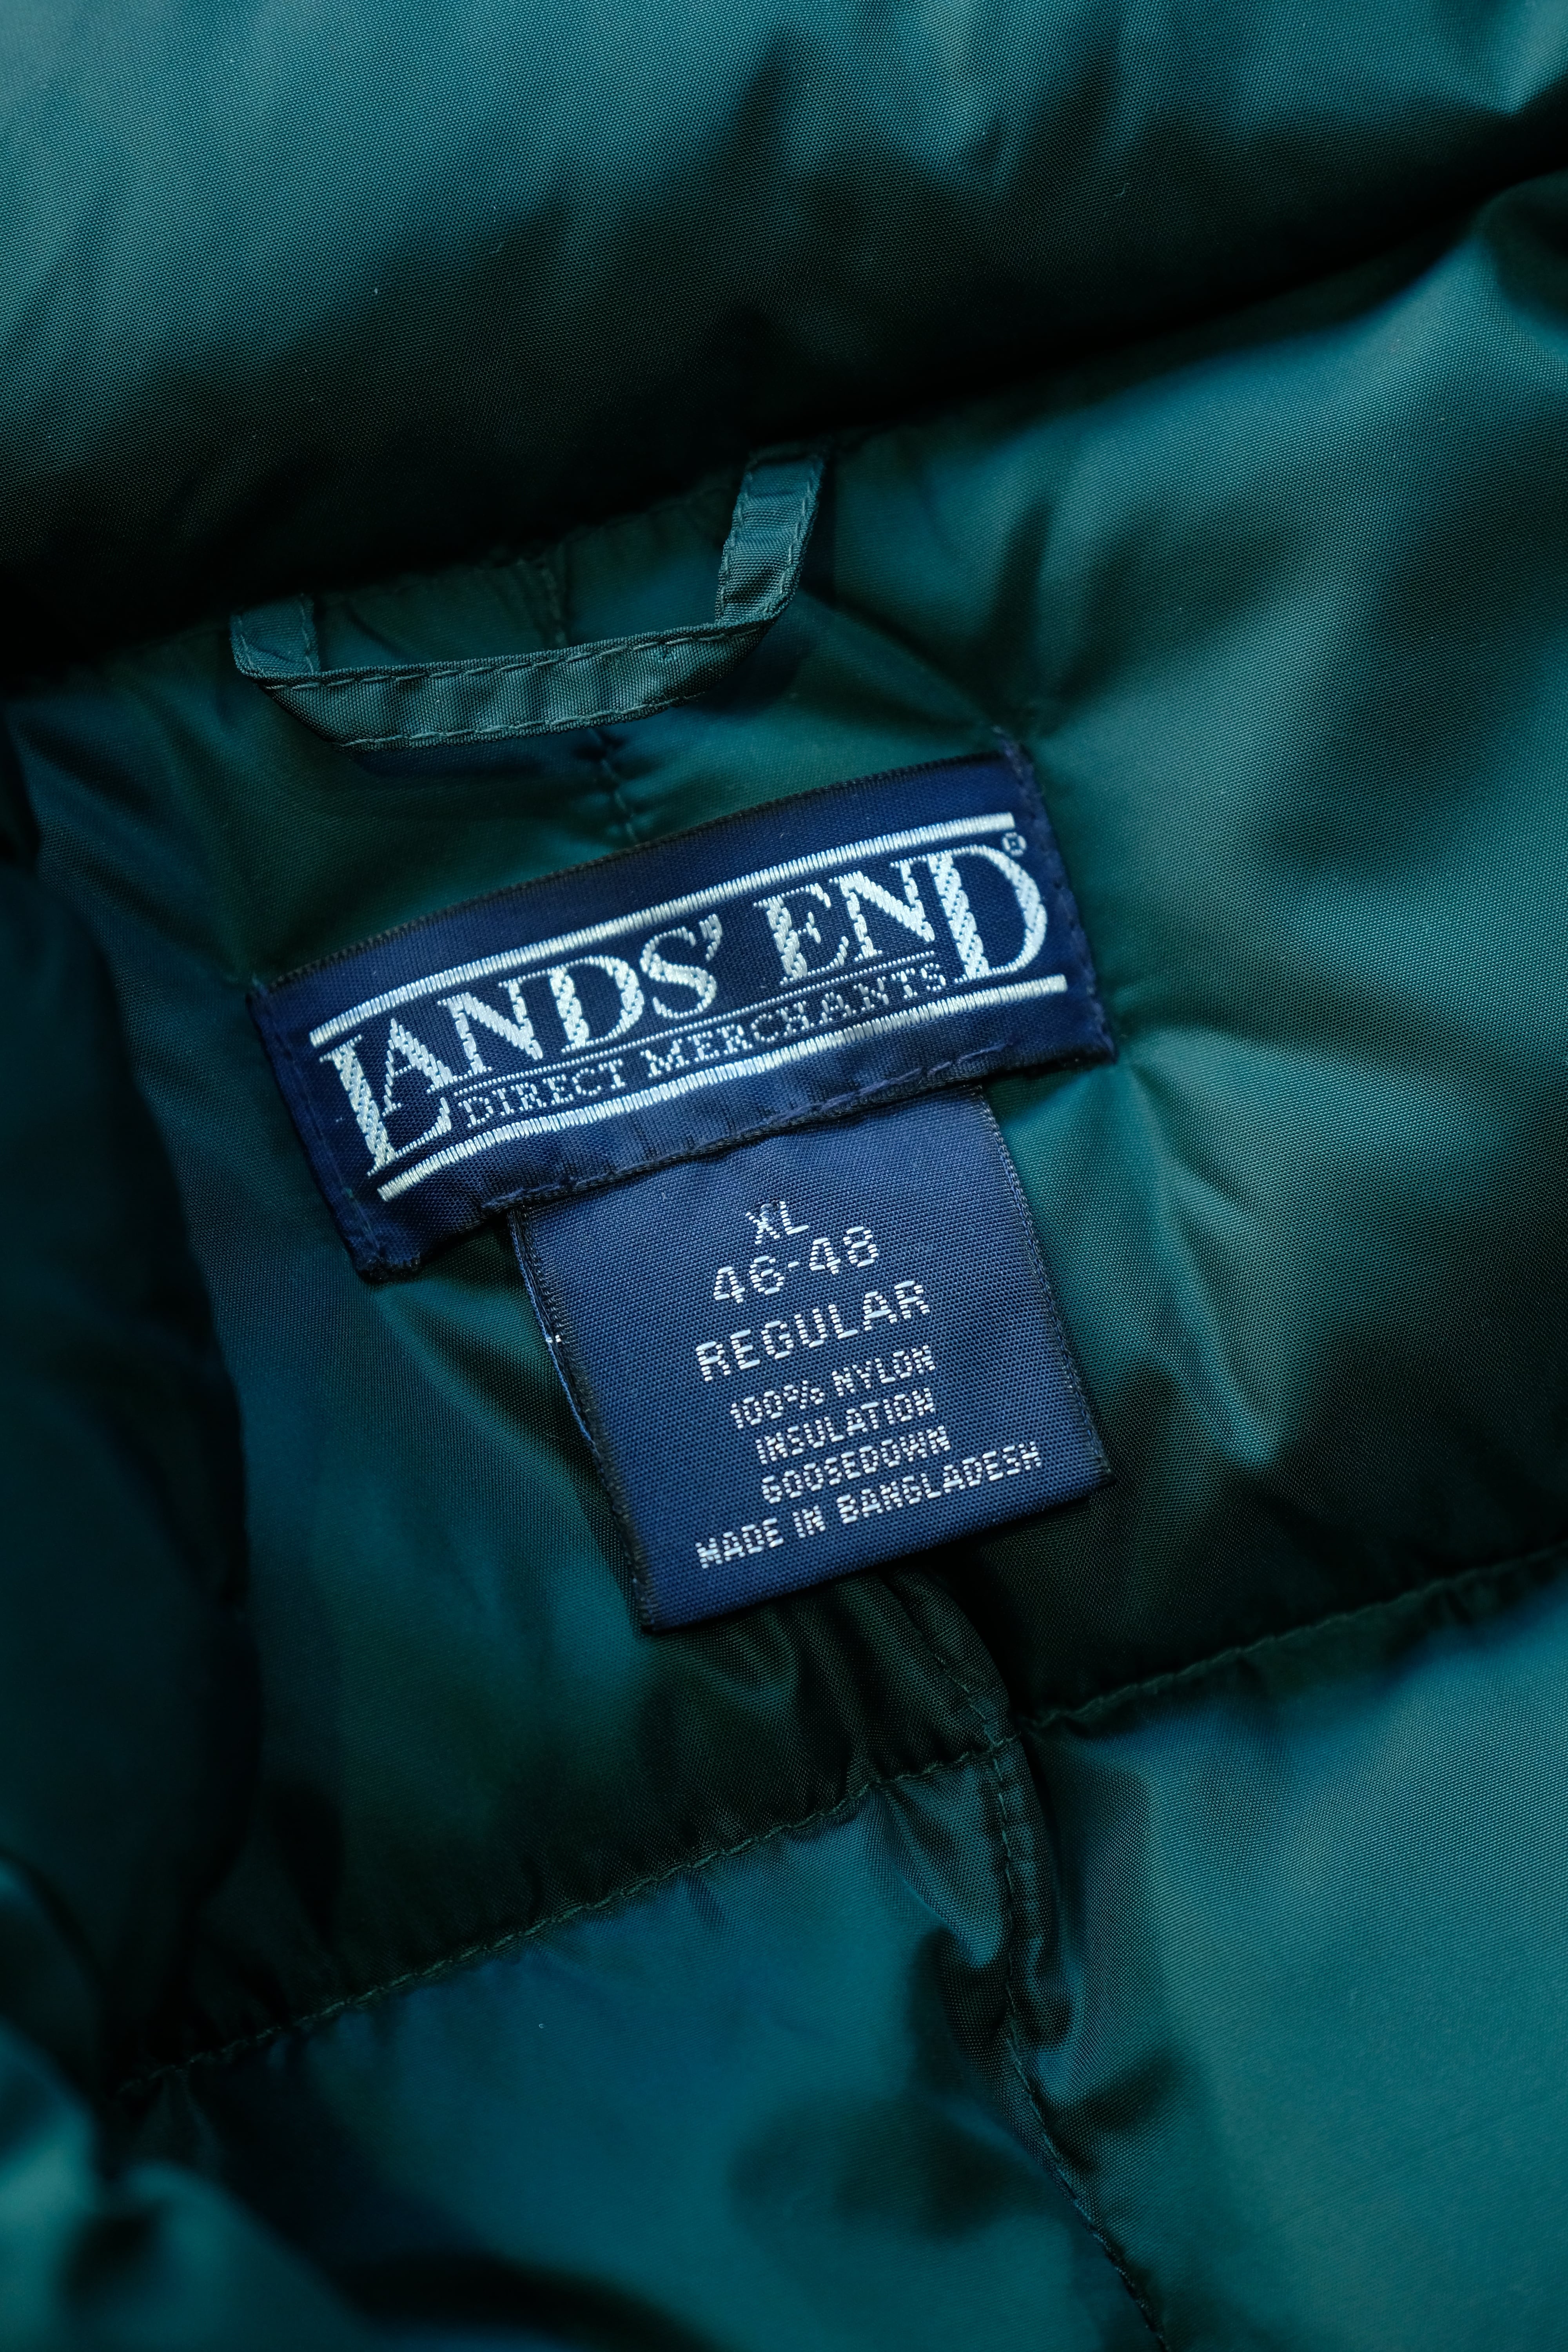 LANDS' END®
DIRECT MERCHANTS
XL
46-48
REGULAR
100% NYLON
INSULATION
GOOSEDOWN
MADE IN BANGLADESH